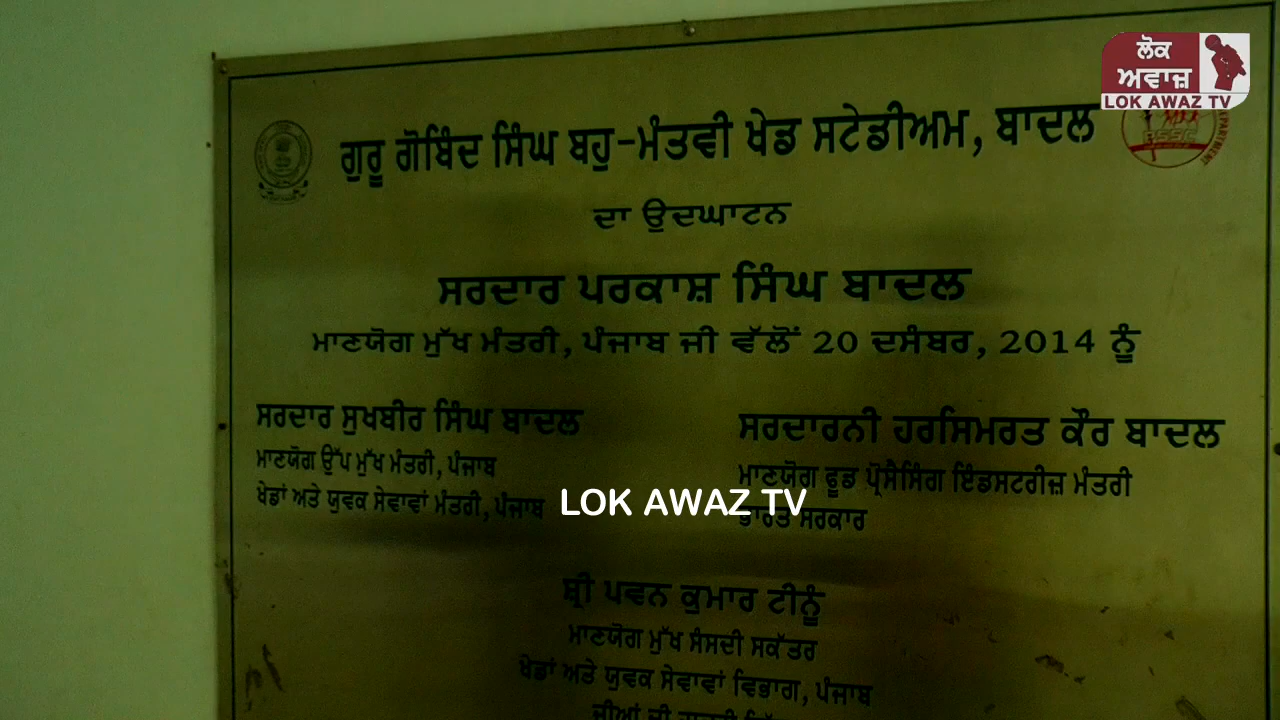 ਲੋਕ
ਅਵਾਜ਼
LOK AWAZ TV
ਗੁਰੂ ਗੋਬਿੰਦ ਸਿੰਘ ਬਹੁ-ਮੰਤਵੀ ਖੇਡ ਸਟੇਡੀਅਮ, ਬਾਦਲ
PSSC
ਦਾ ਉਦਘਾਟਨ
ਸਰਦਾਰ ਪਰਕਾਸ਼ ਸਿੰਘ ਬਾਦਲ
ਮਾਣਯੋਗ ਮੁੱਖ ਮੰਤਰੀ, ਪੰਜਾਬ ਜੀ ਵੱਲੋਂ 20 ਦਸੰਬਰ, 2014 ਨੂੰ
ਸਰਦਾਰ ਸੁਖਬੀਰ ਸਿੰਘ ਬਾਦਲ
ਮਾਣਯੋਗ ਉੱਪ ਮੁੱਖ ਮੰਤਰੀ, ਪੰਜਾਬ
ਖੇਡਾਂ ਅਤੇ ਯੁਵਕ ਸੇਵਾਵਾਂ ਮੰਤਰੀ, ਪੰਜਾਬ
ਸਰਦਾਰਨੀ ਹਰਸਿਮਰਤ ਕੌਰ ਬਾਦਲ
ਮਾਣਯੋਗ ਫੂਡ ਪ੍ਰੋਸੈਸਿੰਗ ਇੰਡਸਟਰੀਜ਼ ਮੰਤਰੀ
ਭਾਰਤ ਸਰਕਾਰ
LOK AWAZ TV
ਸ਼੍ਰੀ ਪਵਨ ਕੁਮਾਰ ਟੀਨੂੰ
ਮਾਣਯੋਗ ਮੁੱਖ ਸੰਸਦੀ ਸਕੱਤਰ
ਖੇਡਾਂ ਅਤੇ ਯੁਵਕ ਸੇਵਾਵਾਂ ਵਿਭਾਗ, ਪੰਜਾਬ